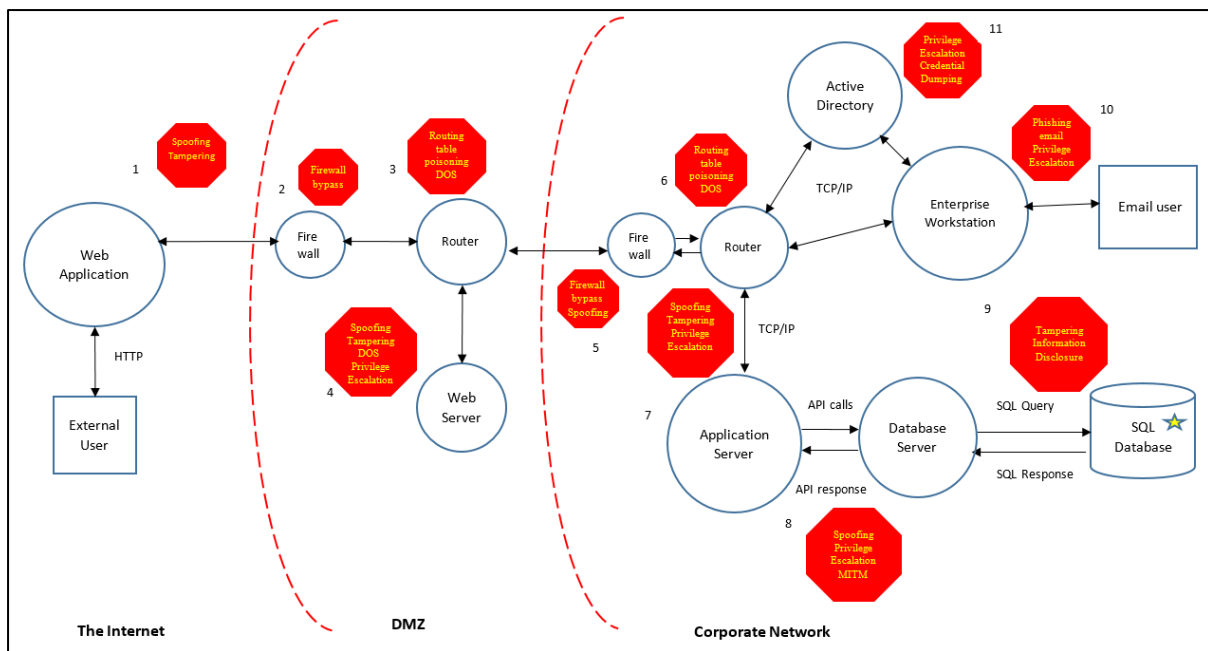 11
Privilege
Escalation
Credential
Dumping
Active
Directory
10
Phishing
email
Privilege
Escalation
1
Spoofing
Tampering
2
Firewall
bypass
3
Routing
table
poisoning
DOS
6
Routing
table
poisoning
DOS
TCP/IP
Enterprise
Workstation
Email user
Web
Application
Fire
wall
Router
Fire
wall
Router
Firewall
bypass
Spoofing
5
Spoofing
Tampering
Privilege
Escalation
TCP/IP
9
Tampering
Information
Disclosure
HTTP
Spoofing
Tampering
DOS
Privilege
Escalation
4
External
User
Web
Server
7
Application
Server
API calls
API response
Database
Server
SQL Query
SQL Response
SQL
Database
8
Spoofing
Privilege
Escalation
MITM
The Internet
DMZ
Corporate Network